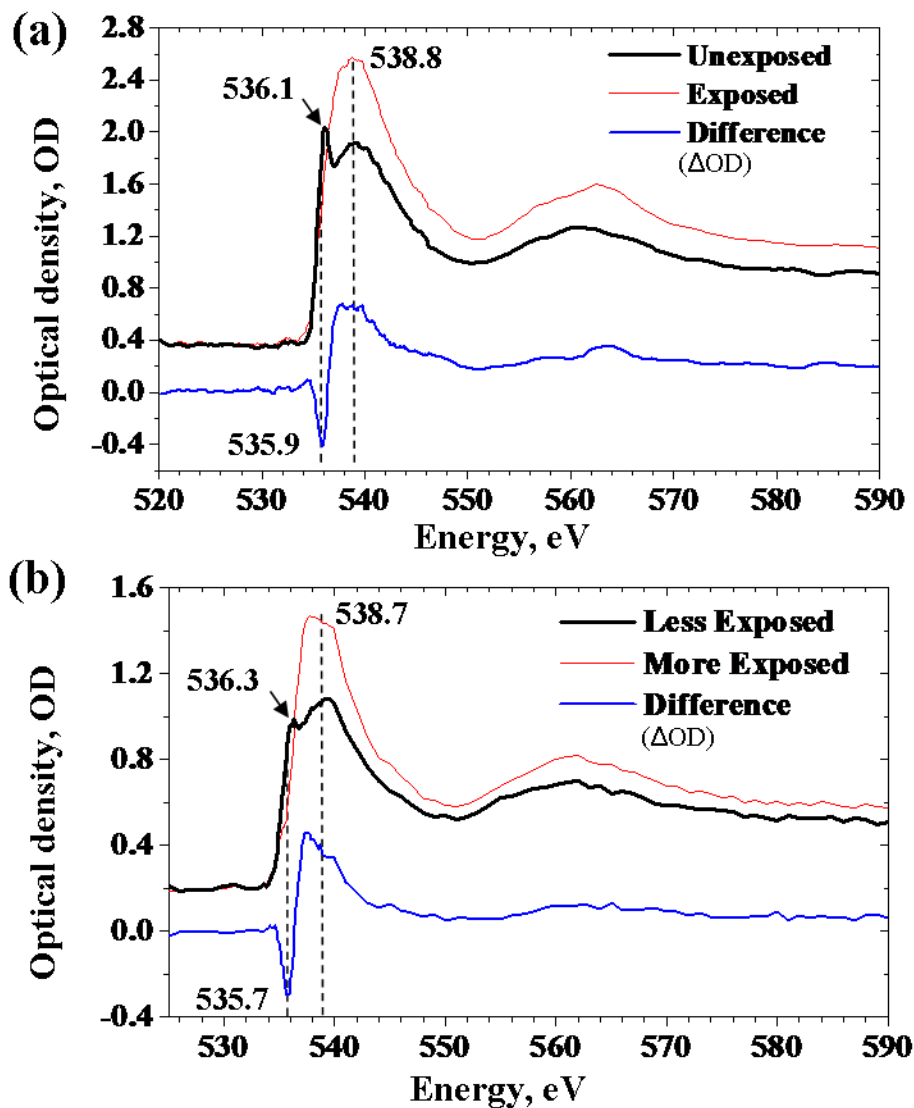 (a)
2.8
2.4
2.0
1.6
1.2
0.8
0.4
0.0
-0.4
Optical density, OD
536.1
538.8
535.9
Unexposed
Exposed
Difference
(ΔOD)
520 530 540 550 560 570 580 590
Energy, eV
(b)
1.6
1.2
0.8
0.4
0.0
-0.4
Optical density, OD
538.7
536.3
535.7
Less Exposed
More Exposed
Difference
(ΔOD)
530 540 550 560 570 580 590
Energy, eV